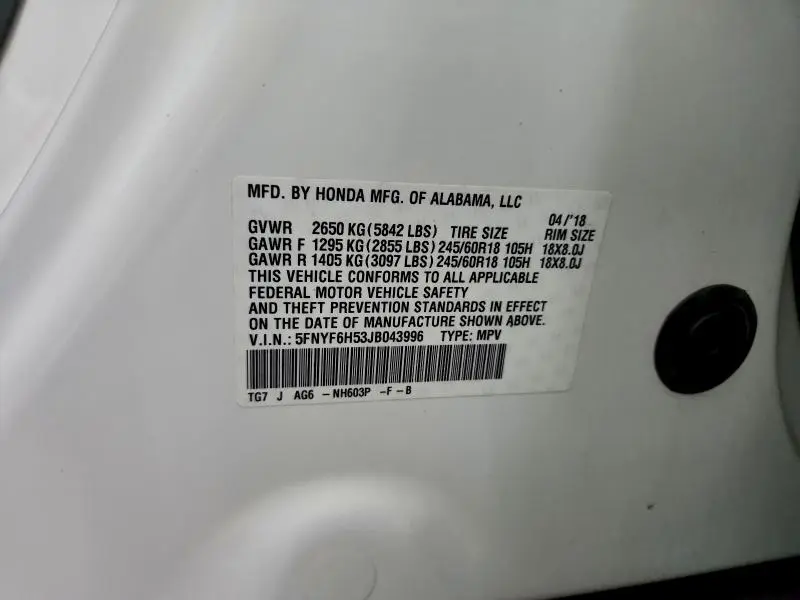 MFD. BY HONDA MFG. OF ALABAMA, LLC
04/'18
GVWR 2650 KG(5842 LBS) TIRE SIZE RIM SIZE
GAWR F 1295 KG(2855 LBS) 245/60R18 105H 18X8.0J
GAWR R 1405 KG(3097 LBS) 245/60R18 105H 18X8.0J
THIS VEHICLE CONFORMS TO ALL APPLICABLE
FEDERAL MOTOR VEHICLE SAFETY
AND THEFT PREVENTION STANDARDS IN EFFECT
ON THE DATE OF MANUFACTURE SHOWN ABOVE.
V.I.N.: 5FNYF6H53JB043996 TYPE: MPV
TG7 J AG6 -NH603P -F-B